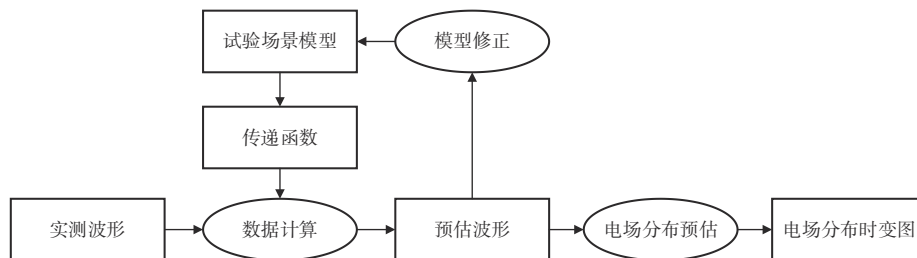 试验场景模型
模型修正
传递函数
实测波形
数据计算
预估波形
电场分布预估
电场分布时变图